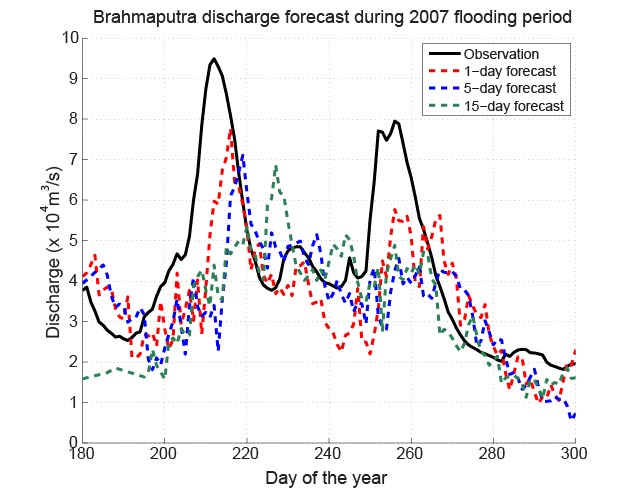 Brahmaputra discharge forecast during 2007 flooding period
10
9
8
7
6
5
4
3
2
1
0
Discharge (x 10⁴m³/s)
Observation
1−day forecast
5−day forecast
15−day forecast
180 200 220 240 260 280 300
Day of the year